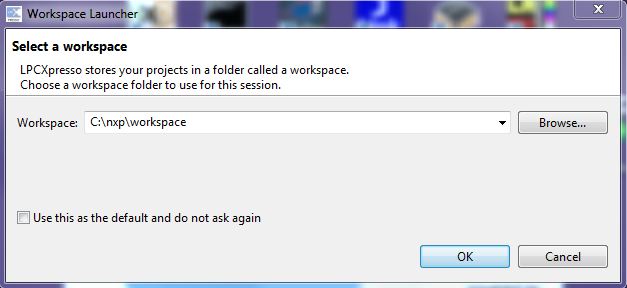 Workspace Launcher
Select a workspace
LPCXpresso stores your projects in a folder called a workspace.
Choose a workspace folder to use for this session.
Workspace: C:\nxp\workspace Browse...
Use this as the default and do not ask again
OK Cancel